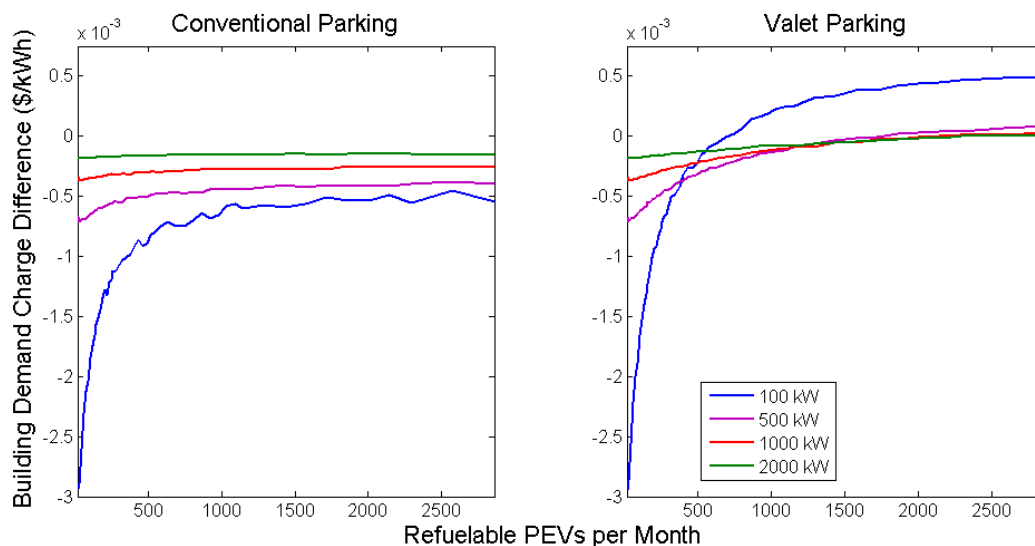 Conventional Parking
Valet Parking
x 10^-3
x 10^-3
Building Demand Charge Difference ($/kWh)
0.5
0
-0.5
-1
-1.5
-2
-2.5
-3
500
1000
1500
2000
2500
0.5
0
-0.5
-1
-1.5
-2
-2.5
-3
500
1000
1500
2000
2500
100 kW
500 kW
1000 kW
2000 kW
Refuelable PEVs per Month